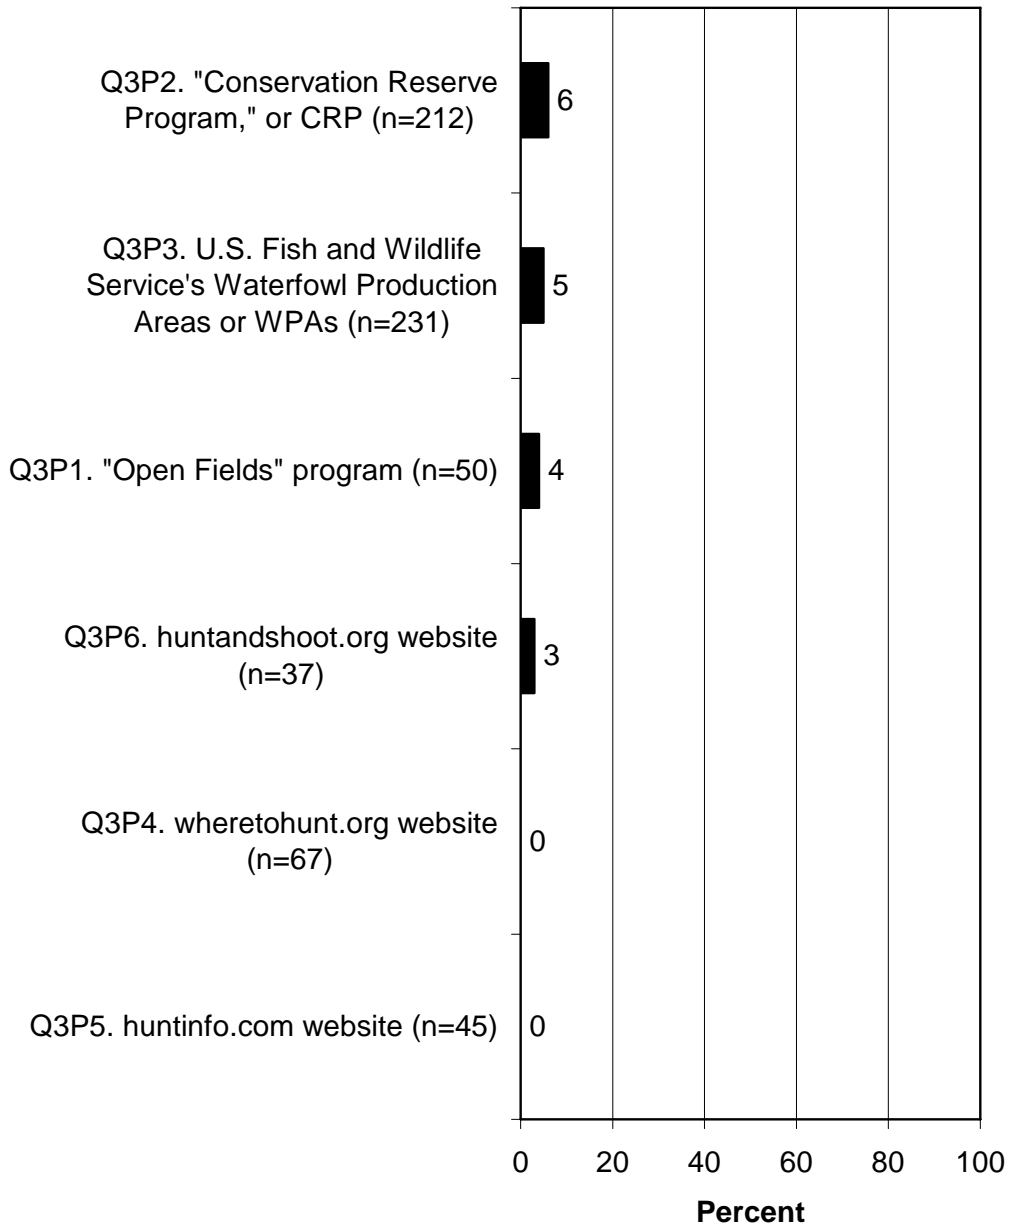 Q3P2. "Conservation Reserve
Program," or CRP (n=212)
6
Q3P3. U.S. Fish and Wildlife
Service's Waterfowl Production
Areas or WPAs (n=231)
5
Q3P1. "Open Fields" program (n=50)
4
Q3P6. huntandshoot.org website
(n=37)
3
Q3P4. wheretohunt.org website
(n=67)
0
Q3P5. huntinfo.com website (n=45)
0
0 20 40 60 80 100
Percent